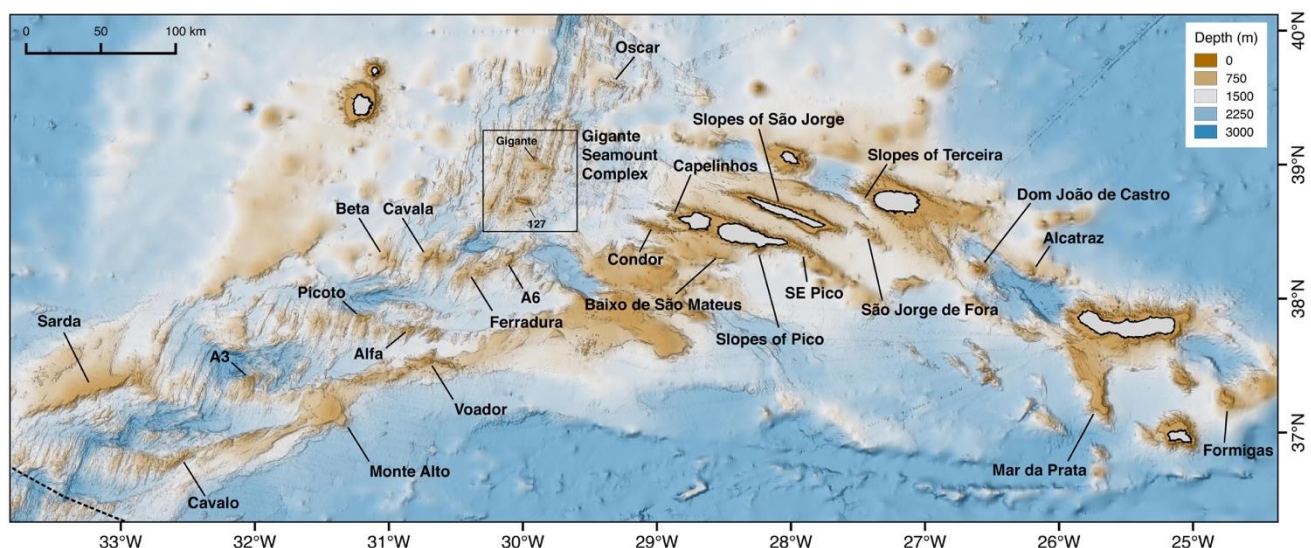 0 50 100 km
Oscar
Depth (m)
0
750
1500
2250
3000
40°N
39°N
38°N
37°N
Gigante
127
Gigante
Seamount
Complex
Slopes of São Jorge
Capelinhos
Slopes of Terceira
Dom João de Castro
Alcatraz
Beta
Cavala
Condor
Baixo de São Mateus
SE Pico
São Jorge de Fora
Slopes of Pico
A6
Ferradura
Picoto
Alfa
Sarda
A3
Voador
Monte Alto
Cavalo
Mar da Prata
Formigas
33°W 32°W 31°W 30°W 29°W 28°W 27°W 26°W 25°W